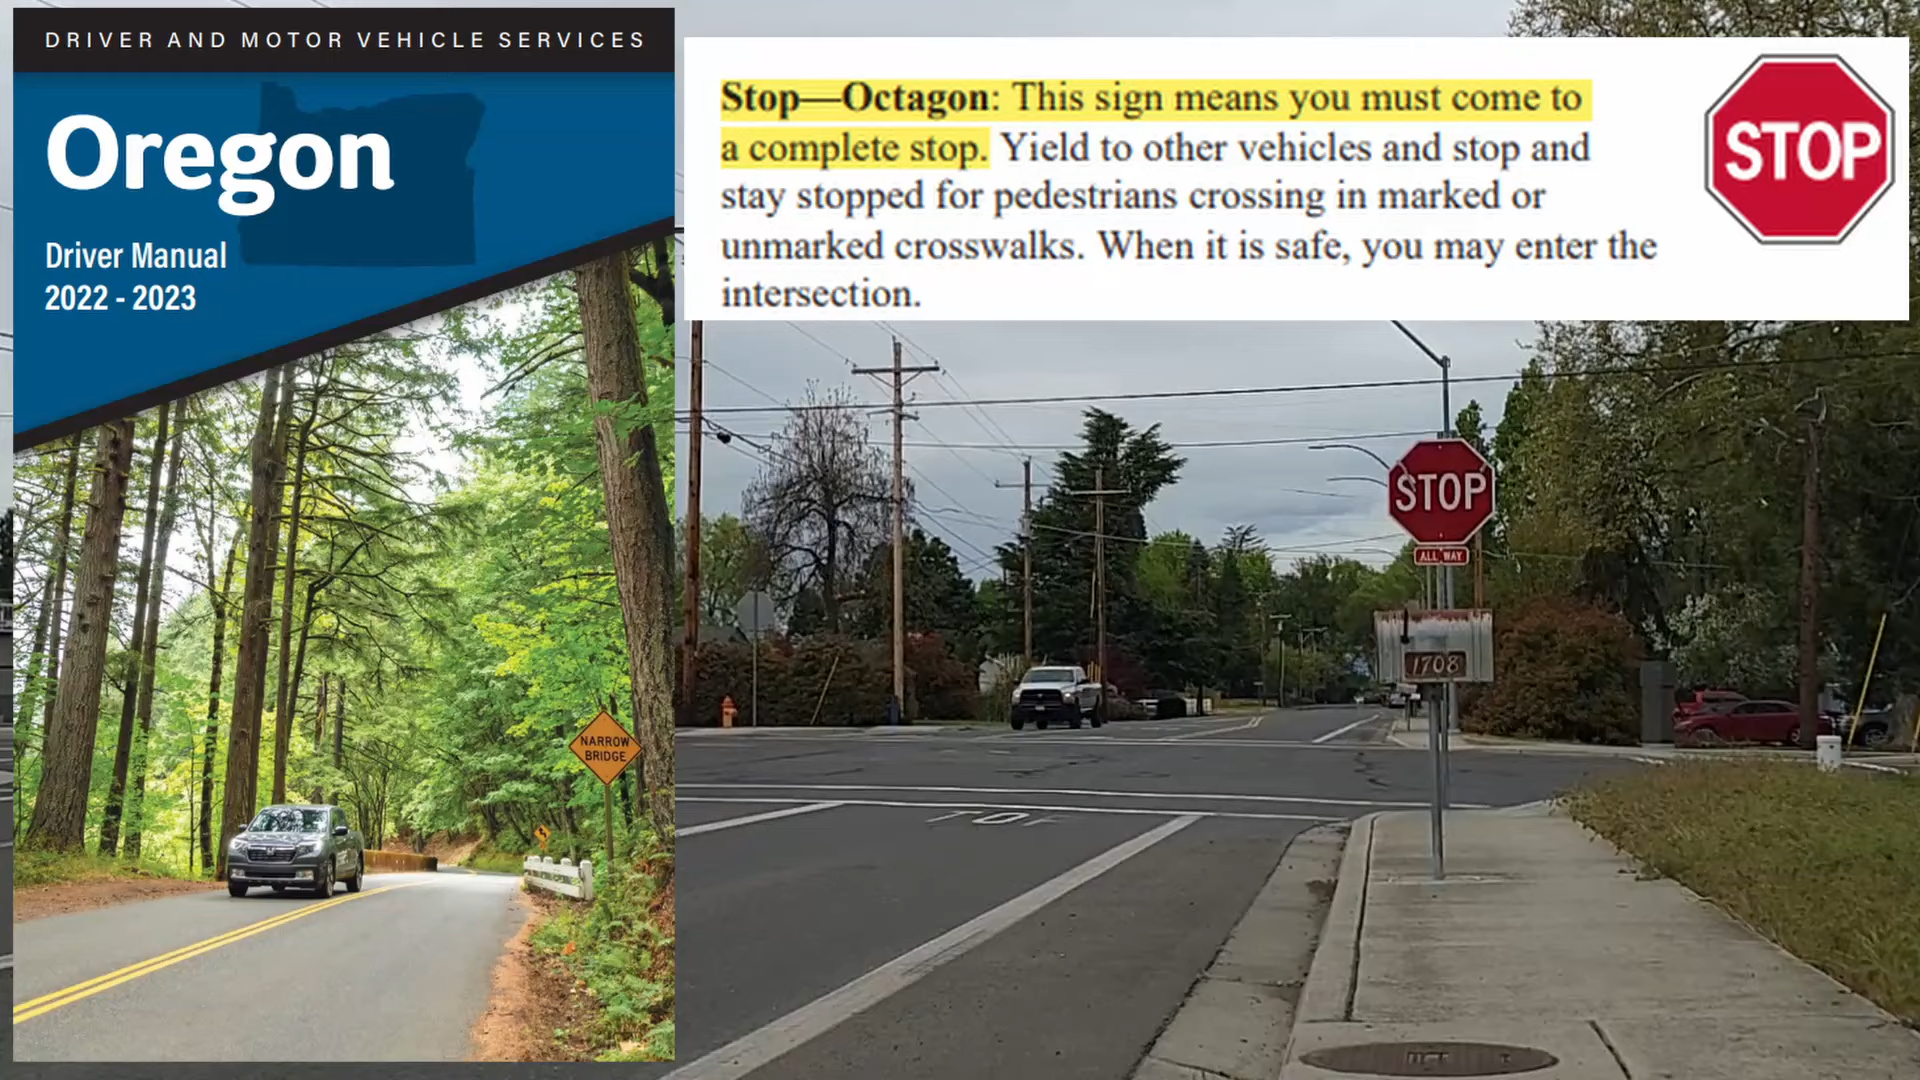 DRIVER AND MOTOR VEHICLE SERVICES
Oregon
Driver Manual
2022 - 2023
NARROW
BRIDGE
Stop—Octagon: This sign means you must come to
a complete stop. Yield to other vehicles and stop and
stay stopped for pedestrians crossing in marked or
unmarked crosswalks. When it is safe, you may enter the
intersection.
STOP
STOP
ALL WAY
1708